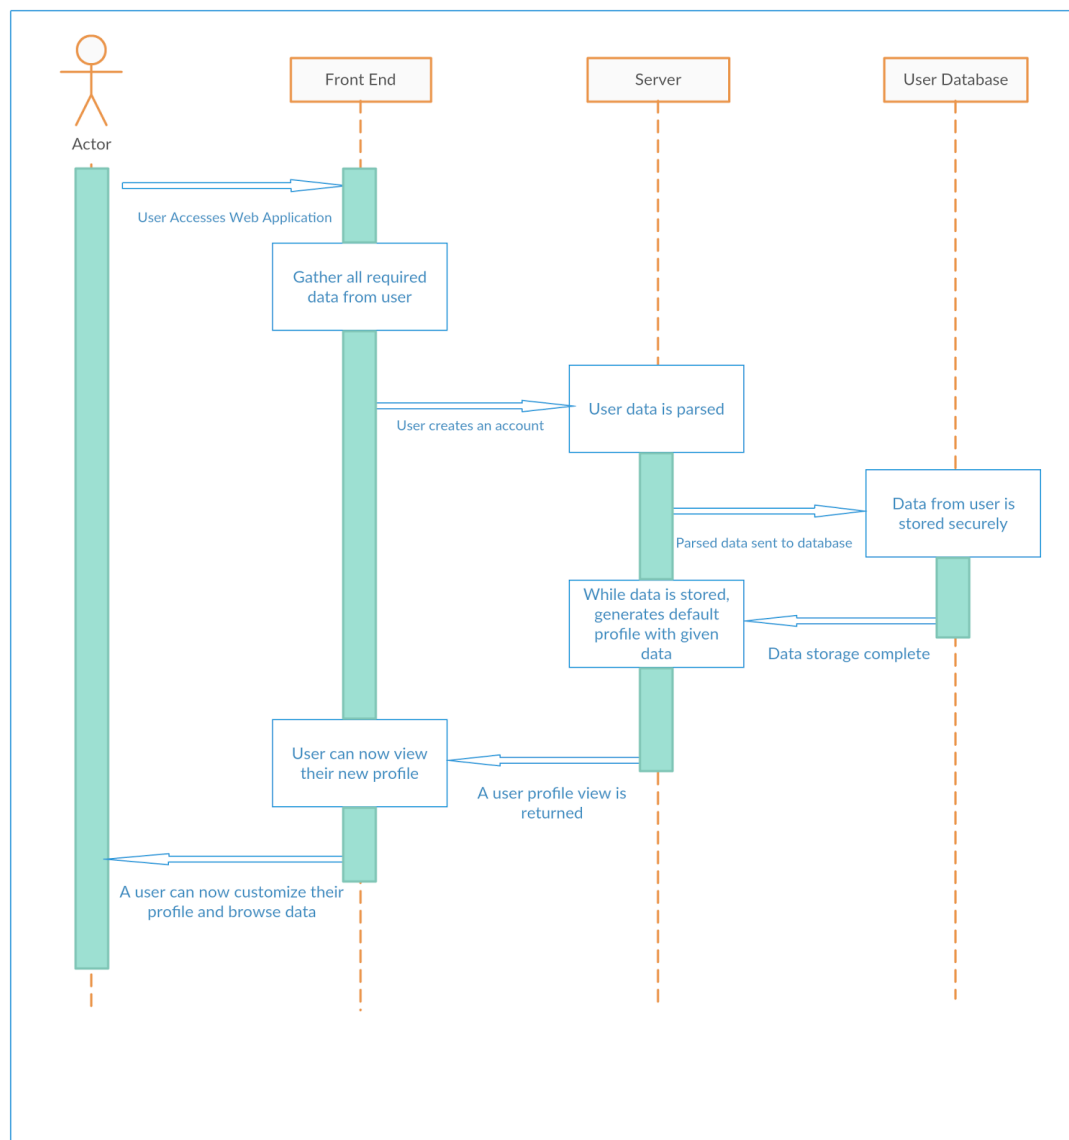 Actor
Front End
Server
User Database
User Accesses Web Application
Gather all required
data from user
User data is parsed
User creates an account
Data from user is
stored securely
Parsed data sent to database
While data is stored,
generates default
profile with given
data
Data storage complete
User can now view
their new profile
A user profile view is
returned
A user can now customize their
profile and browse data